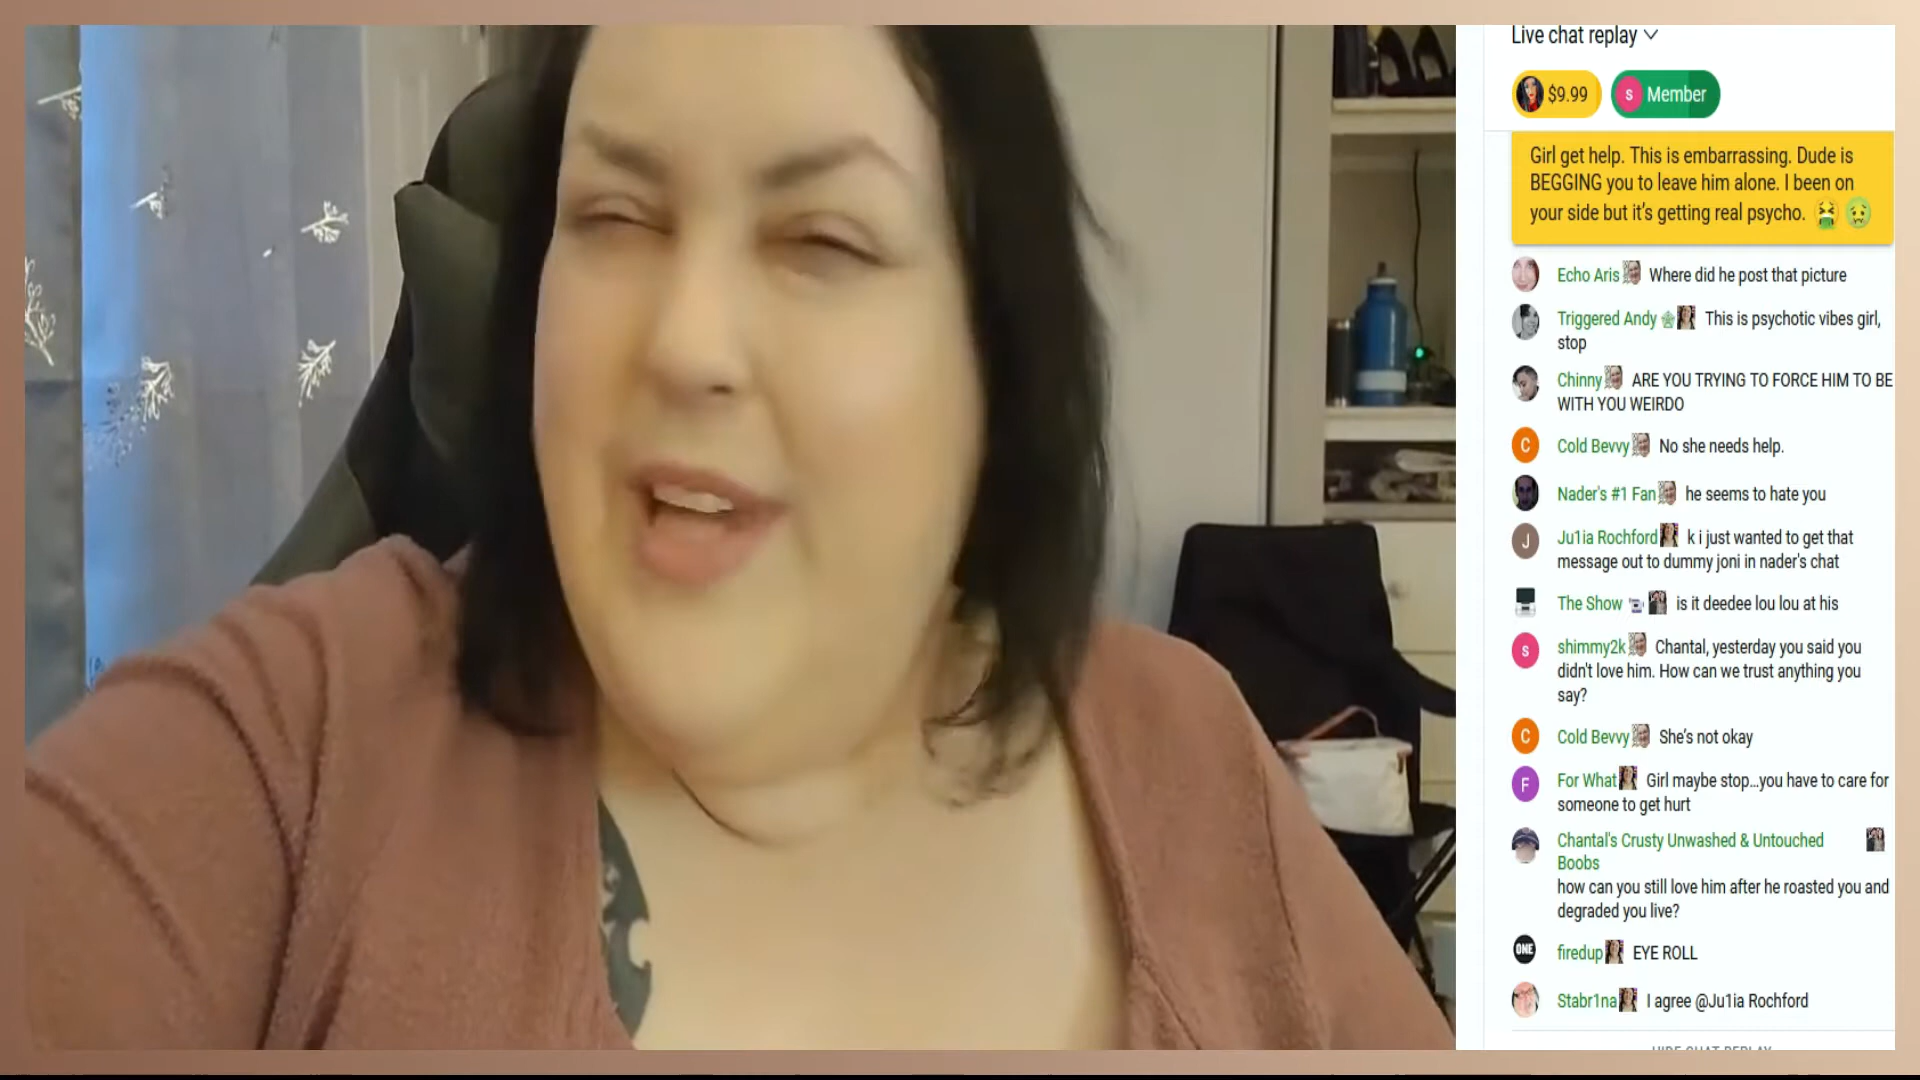 Live chat replay
$9.99
S Member
Girl get help. This is embarrassing. Dude is
BEGGING you to leave him alone. I been on
your side but it's getting real psycho. 🤮 🤢
Echo Aris Where did he post that picture
Triggered Andy This is psychotic vibes girl,
stop
Chinny ARE YOU TRYING TO FORCE HIM TO BE
WITH YOU WEIRDO
C Cold Bevvy No she needs help.
Nader's #1 Fan he seems to hate you
J Ju1ia Rochford k i just wanted to get that
message out to dummy joni in nader's chat
The Show is it deedee lou lou at his
s shimmy2k Chantal, yesterday you said you
didn't love him. How can we trust anything you
say?
C Cold Bevvy She's not okay
F For What Girl maybe stop...you have to care for
someone to get hurt
Chantal's Crusty Unwashed & Untouched
Boobs
how can you still love him after he roasted you and
degraded you live?
ONE firedup EYE ROLL
Stabr1na I agree @Ju1ia Rochford
HIDE CHAT REPLAY